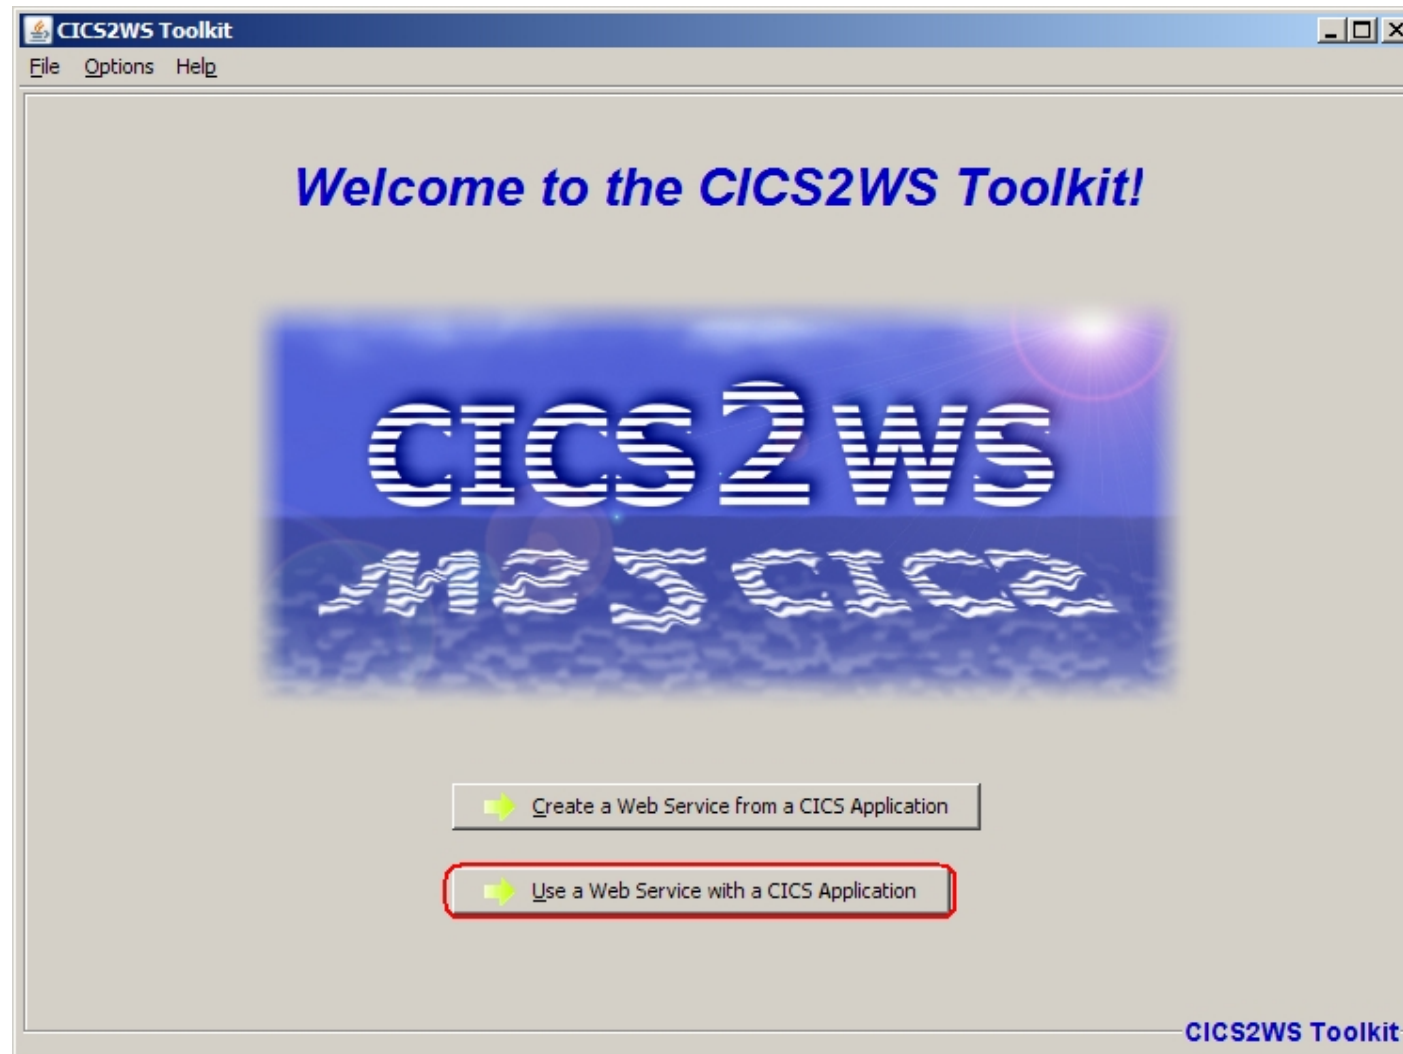 CICS2WS Toolkit
File Options Help
Welcome to the CICS2WS Toolkit!
CICS2WS
Create a Web Service from a CICS Application
Use a Web Service with a CICS Application
CICS2WS Toolkit